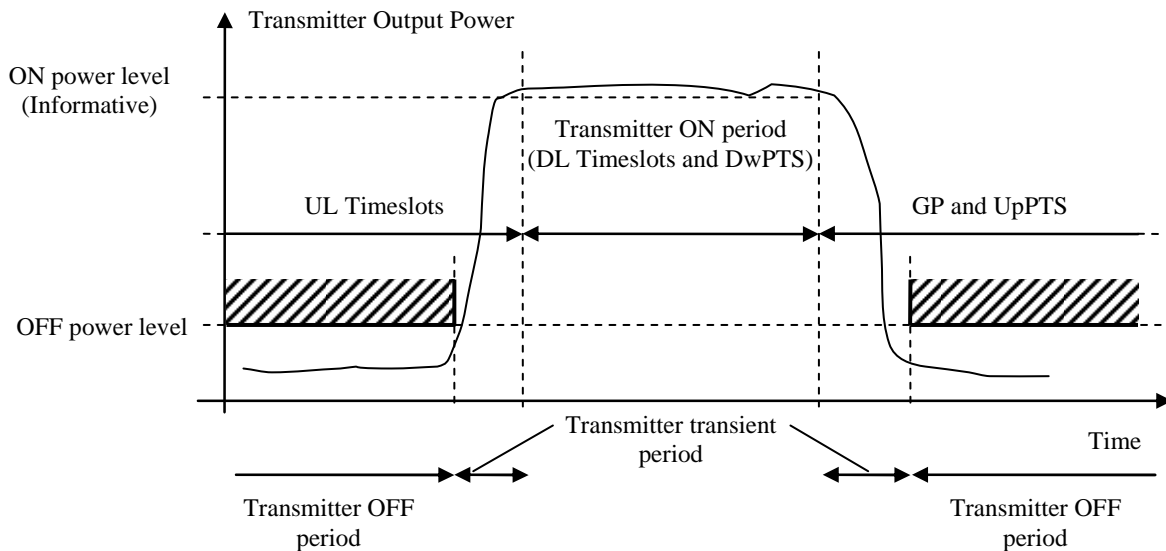 Transmitter Output Power
ON power level
(Informative)
Transmitter ON period
(DL Timeslots and DwPTS)
UL Timeslots
GP and UpPTS
OFF power level
Transmitter transient
period
Time
Transmitter OFF
period
Transmitter OFF
period